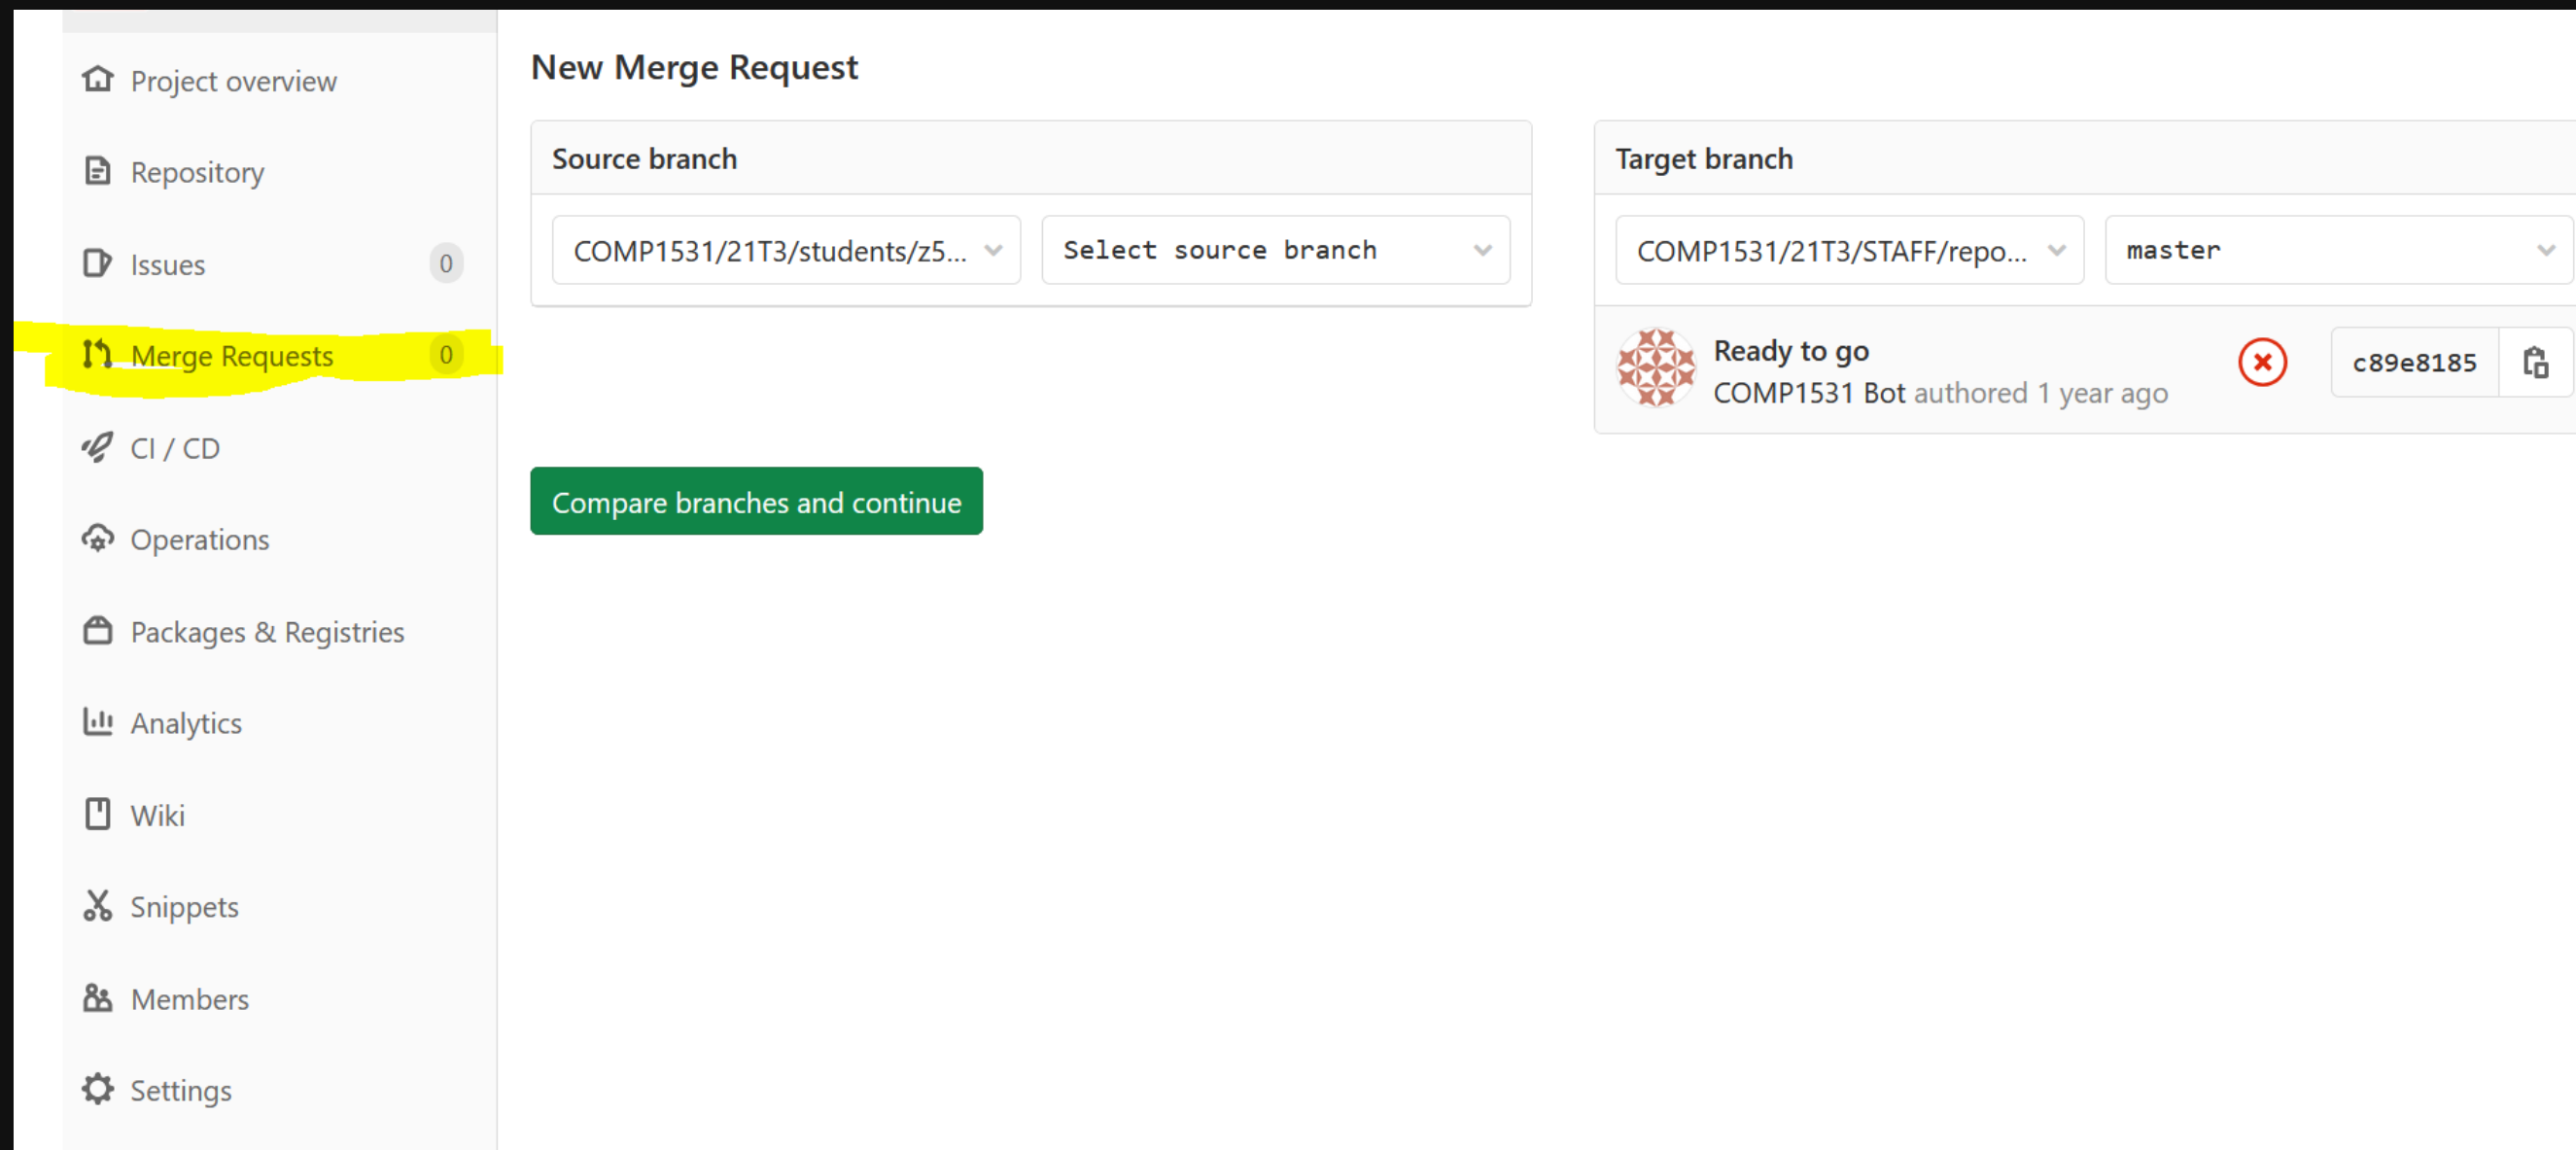 Project overview
Repository
Issues 0
Merge Requests 0
CI / CD
Operations
Packages & Registries
Analytics
Wiki
Snippets
Members
Settings
New Merge Request
Source branch
COMP1531/21T3/students/z5... Select source branch
Target branch
COMP1531/21T3/STAFF/repo... master
Ready to go
COMP1531 Bot authored 1 year ago
c89e8185
Compare branches and continue